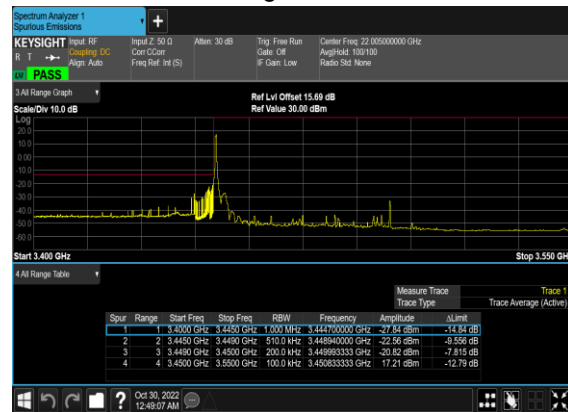 Spectrum Analyzer 1
Spurious Emissions
+
KEYSIGHT Input: RF Input Z: 50 Ω Atten: 30 dB Trig: Free Run Center Freq: 22.005000000 GHz
R T Coupling: DC Corr CCorr Gate: Off Avg|Hold: 100/100
Align: Auto Freq Ref: Int (S) IF Gain: Low Radio Std: None
PASS
3 All Range Graph
Ref Lvl Offset 15.69 dB
Scale/Div 10.0 dB Ref Value 30.00 dBm
Log
20.0
10.0
0.00
-10.0
-20.0
-30.0
-40.0
-50.0
-60.0
Start 3.400 GHz Stop 3.550 GH
4 All Range Table
Measure Trace Trace 1
Trace Type Trace Average (Active)
Spur Range Start Freq Stop Freq RBW Frequency Amplitude ΔLimit
1 1 3.4000 GHz 3.4450 GHz 1.000 MHz 3.444700000 GHz -27.84 dBm -14.84 dB
2 2 3.4450 GHz 3.4490 GHz 510.0 kHz 3.448940000 GHz -22.56 dBm -9.556 dB
3 3 3.4490 GHz 3.4500 GHz 200.0 kHz 3.449993333 GHz -20.82 dBm -7.815 dB
4 4 3.4500 GHz 3.5500 GHz 100.0 kHz 3.450833333 GHz 17.21 dBm -12.79 dB
? Oct 30, 2022
12:49:07 AM